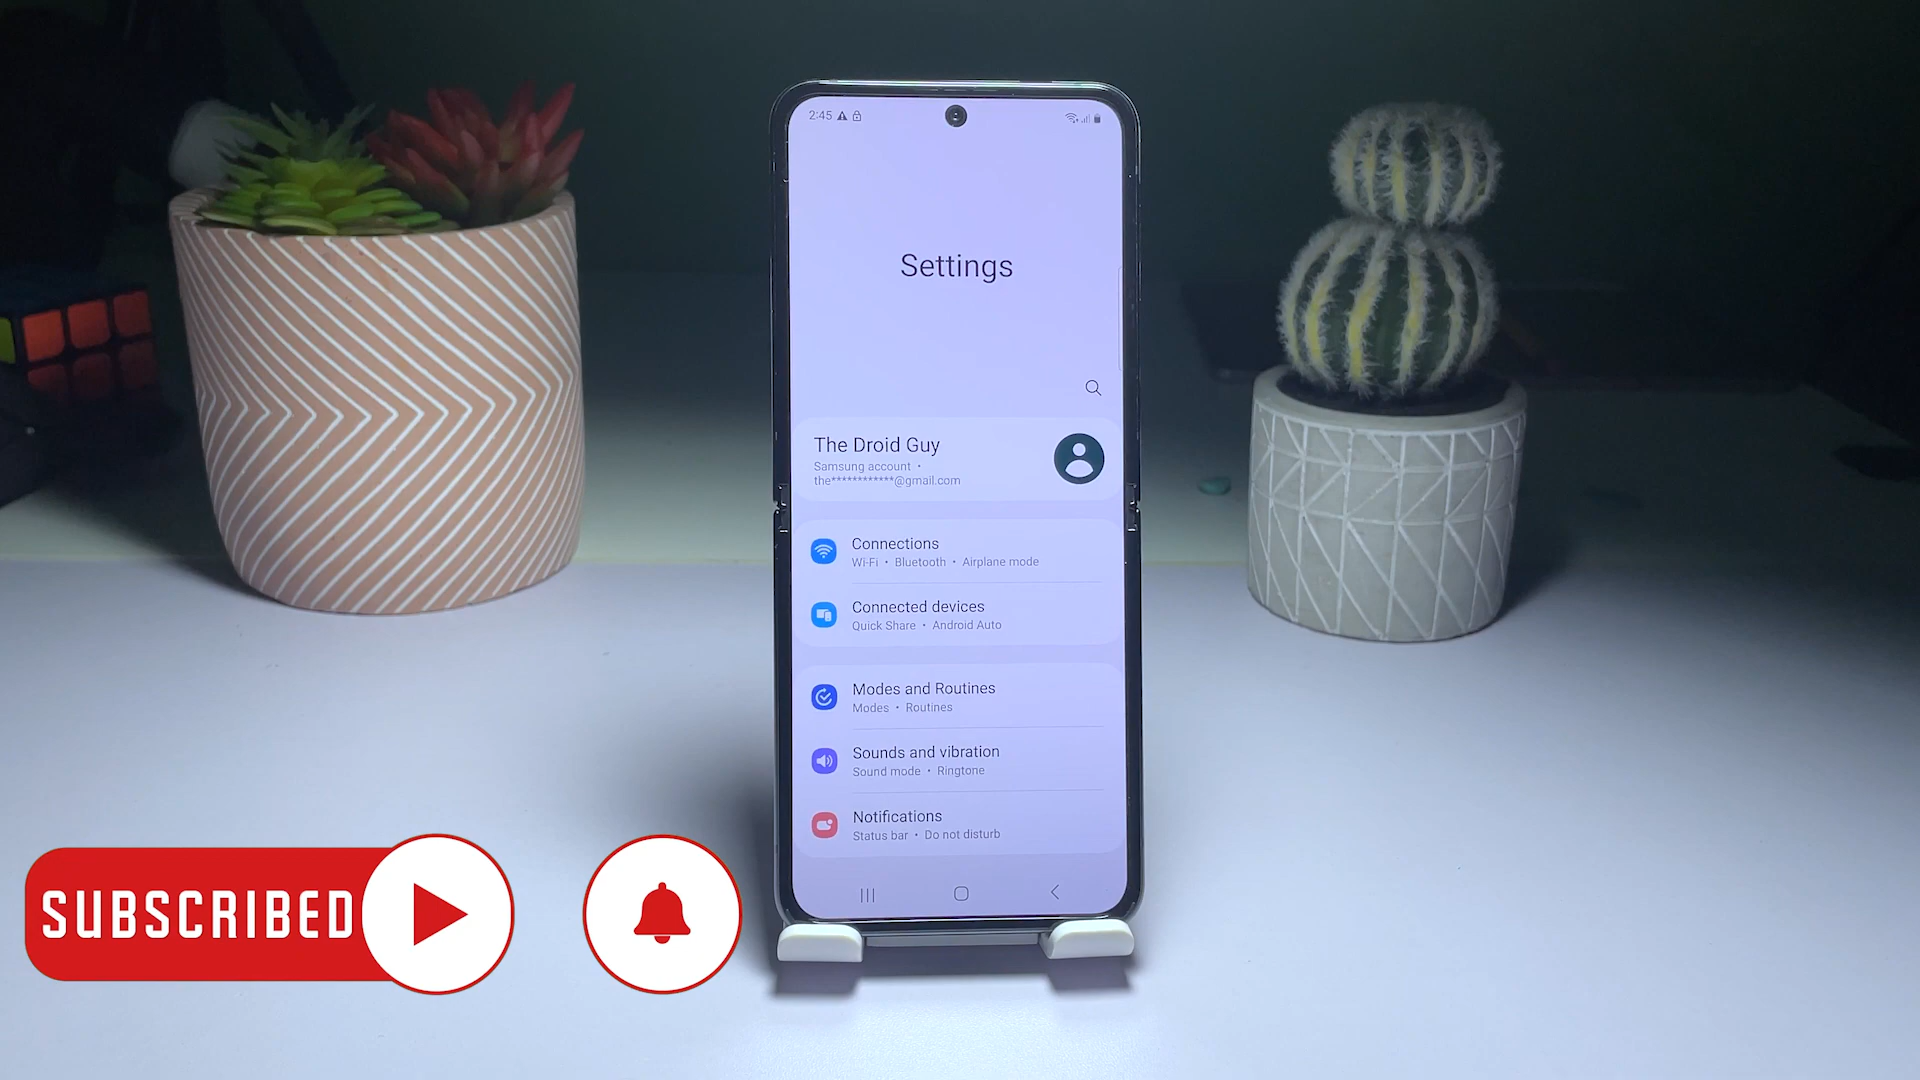 2:45
Settings
The Droid Guy
Samsung account •
the************@gmail.com
Connections
Wi-Fi • Bluetooth • Airplane mode
Connected devices
Quick Share • Android Auto
Modes and Routines
Modes • Routines
Sounds and vibration
Sound mode • Ringtone
Notifications
Status bar • Do not disturb
SUBSCRIBED